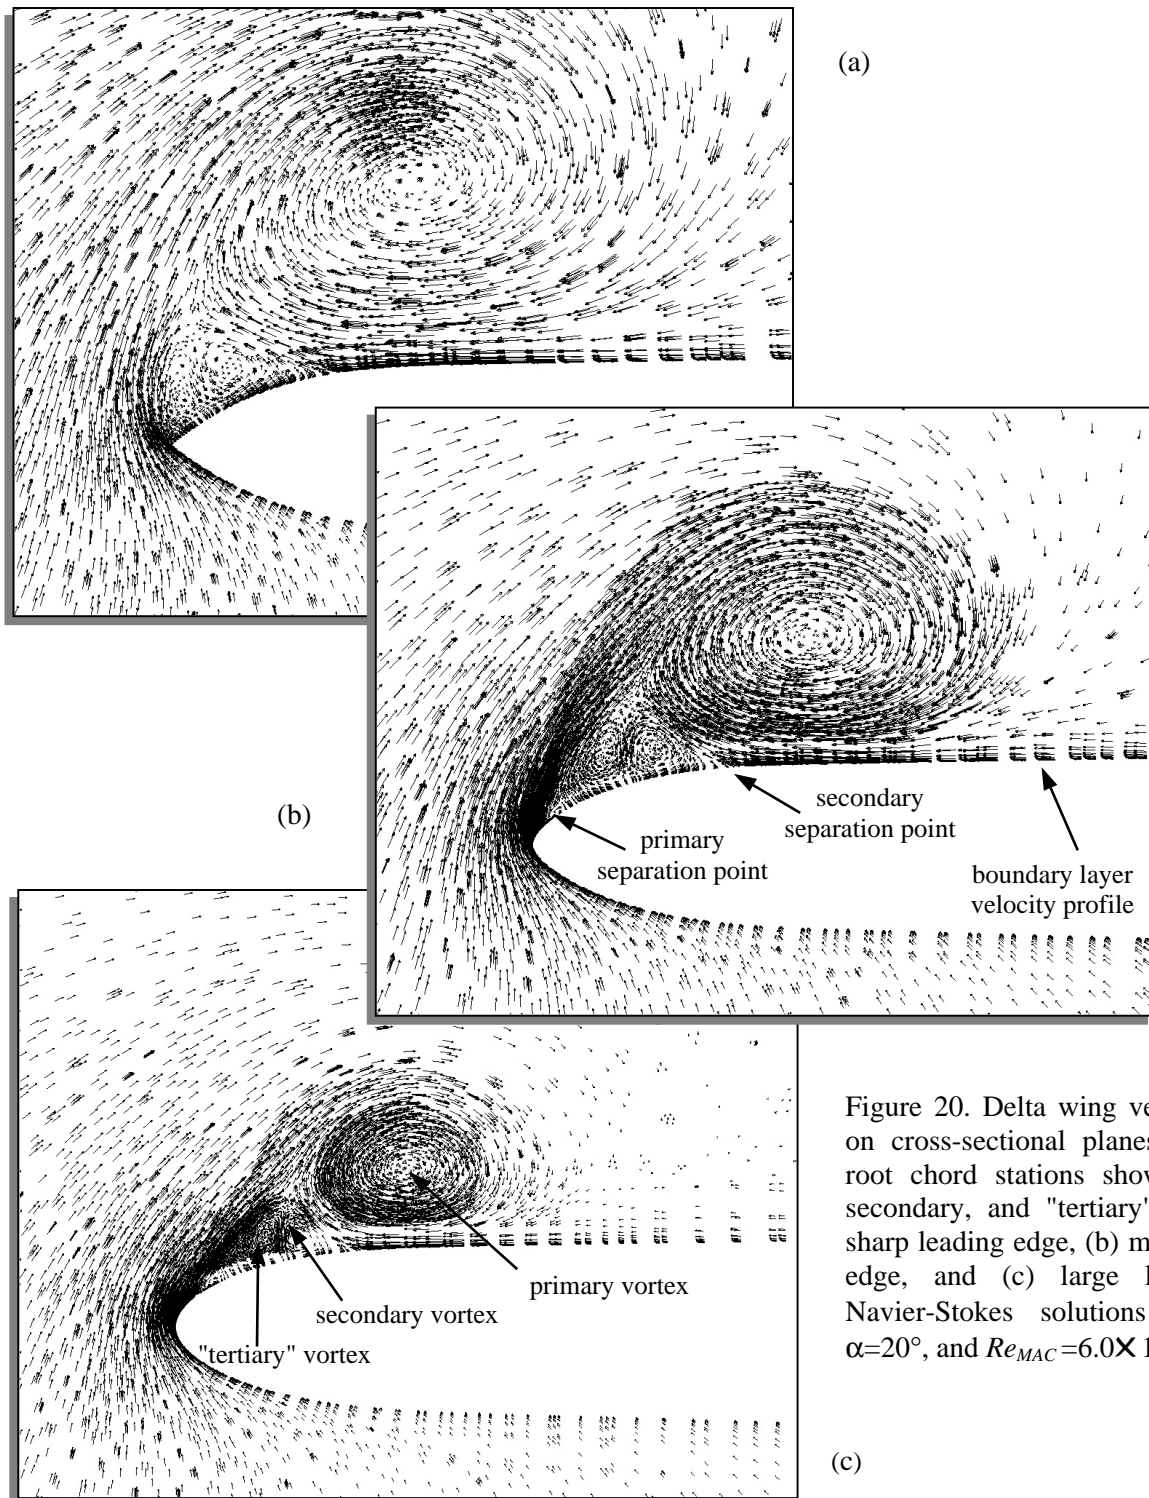 (a)
secondary
separation point
primary
separation point
(b)
boundary layer
velocity profile
primary vortex
secondary vortex
"tertiary" vortex
Figure 20. Delta wing ve
on cross-sectional planes
root chord stations show
secondary, and "tertiary"
sharp leading edge, (b) m
edge, and (c) large l
Navier-Stokes solutions
α=20°, and Re_MAC=6.0✕ 1
(c)